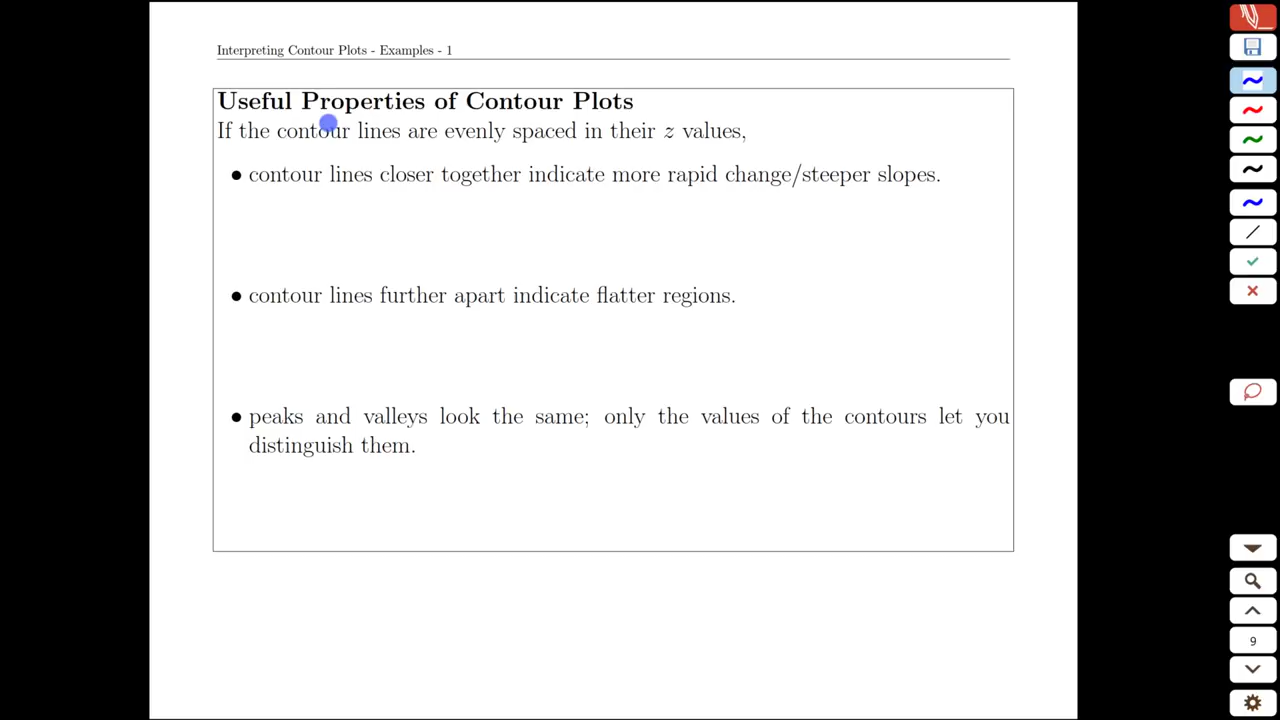 Interpreting Contour Plots - Examples - 1
Useful Properties of Contour Plots
If the contour lines are evenly spaced in their z values,
• contour lines closer together indicate more rapid change/steeper slopes.
• contour lines further apart indicate flatter regions.
• peaks and valleys look the same; only the values of the contours let you
distinguish them.
9